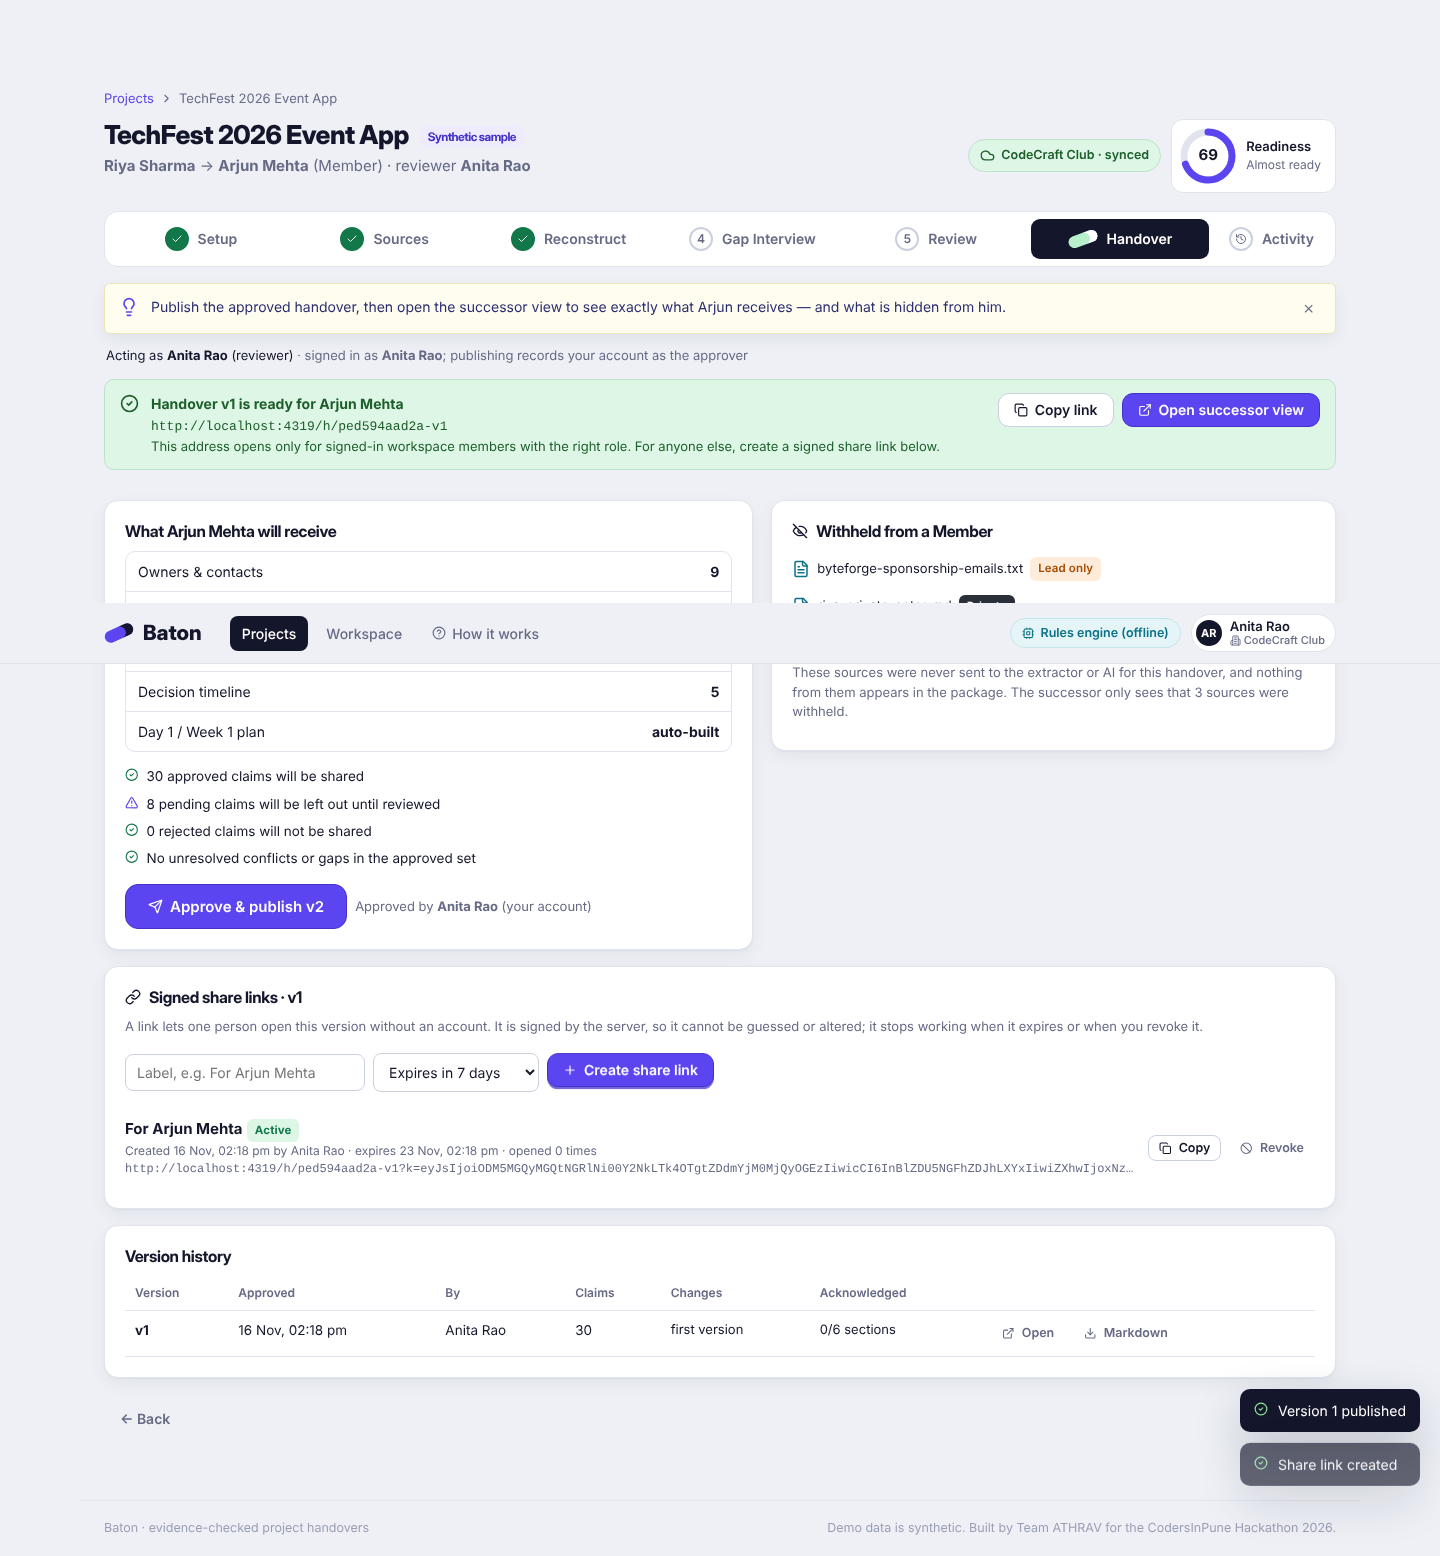 Projects > TechFest 2026 Event App
TechFest 2026 Event App Synthetic sample
Riya Sharma → Arjun Mehta (Member) · reviewer Anita Rao
CodeCraft Club · synced
69
Readiness
Almost ready
Setup
Sources
Reconstruct
4 Gap Interview
5 Review
Handover
Activity
Publish the approved handover, then open the successor view to see exactly what Arjun receives — and what is hidden from him.
Acting as Anita Rao (reviewer) · signed in as Anita Rao; publishing records your account as the approver
Handover v1 is ready for Arjun Mehta
http://localhost:4319/h/ped594aad2a-v1
This address opens only for signed-in workspace members with the right role. For anyone else, create a signed share link below.
Copy link
Open successor view
What Arjun Mehta will receive
Owners & contacts 9
Withheld from a Member
byteforge-sponsorship-emails.txt Lead only
Baton
Projects
Workspace
How it works
Rules engine (offline)
AR
Anita Rao
CodeCraft Club
Decision timeline 5
Day 1 / Week 1 plan auto-built
These sources were never sent to the extractor or AI for this handover, and nothing
from them appears in the package. The successor only sees that 3 sources were
withheld.
30 approved claims will be shared
8 pending claims will be left out until reviewed
0 rejected claims will not be shared
No unresolved conflicts or gaps in the approved set
Approve & publish v2
Approved by Anita Rao (your account)
Signed share links · v1
A link lets one person open this version without an account. It is signed by the server, so it cannot be guessed or altered; it stops working when it expires or when you revoke it.
Label, e.g. For Arjun Mehta
Expires in 7 days
Create share link
For Arjun Mehta Active
Created 16 Nov, 02:18 pm by Anita Rao · expires 23 Nov, 02:18 pm · opened 0 times
http://localhost:4319/h/ped594aad2a-v1?k=eyJsIjoiODM5MGQyMGQtNGRlNi00Y2NkLTk4OTgtZDdmYjM0MjQyOGEzIiwicCI6InBlZDU5NGFhZDJhLXYxIiwiZXhwIjoxNz…
Copy
Revoke
Version history
Version Approved By Claims Changes Acknowledged
v1 16 Nov, 02:18 pm Anita Rao 30 first version 0/6 sections Open Markdown
← Back
Version 1 published
Share link created
Baton · evidence-checked project handovers
Demo data is synthetic. Built by Team ATHRAV for the CodersInPune Hackathon 2026.